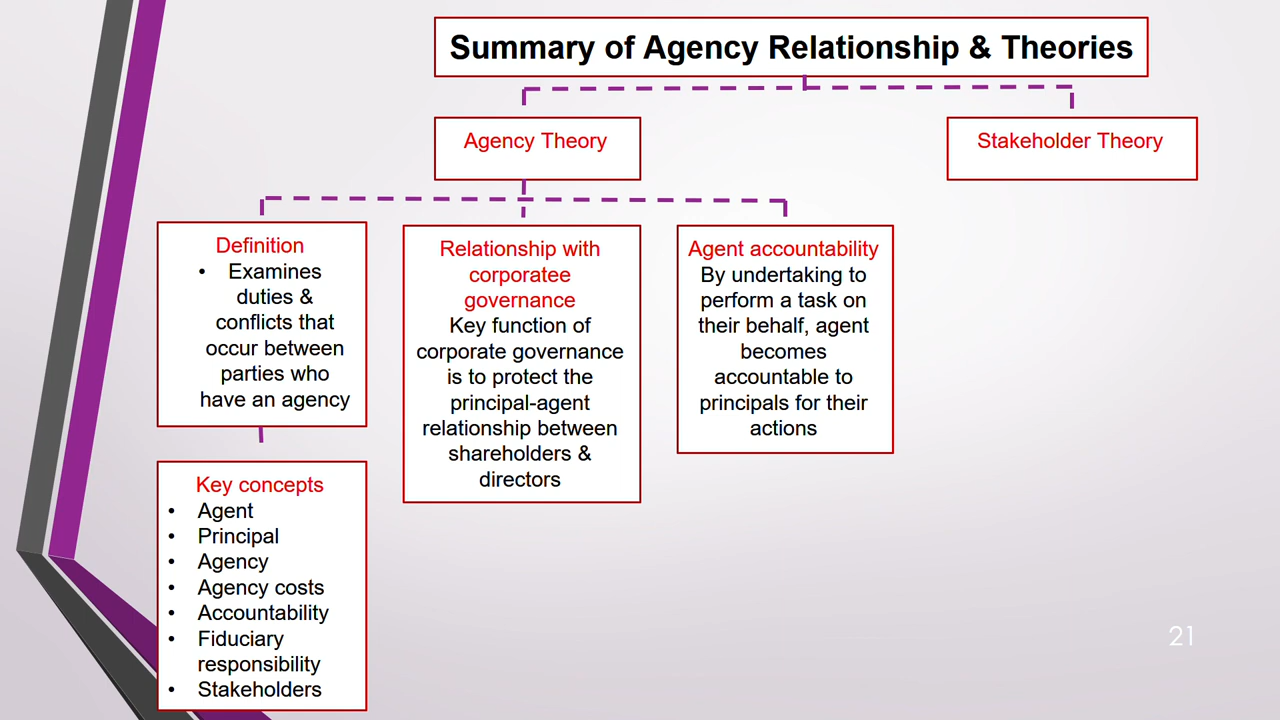 Summary of Agency Relationship & Theories
Agency Theory
Stakeholder Theory
Definition
• Examines
duties &
conflicts that
occur between
parties who
have an agency
Relationship with
corporatee
governance
Key function of
corporate governance
is to protect the
principal-agent
relationship between
shareholders &
directors
Agent accountability
By undertaking to
perform a task on
their behalf, agent
becomes
accountable to
principals for their
actions
Key concepts
• Agent
• Principal
• Agency
• Agency costs
• Accountability
• Fiduciary
responsibility
• Stakeholders
21